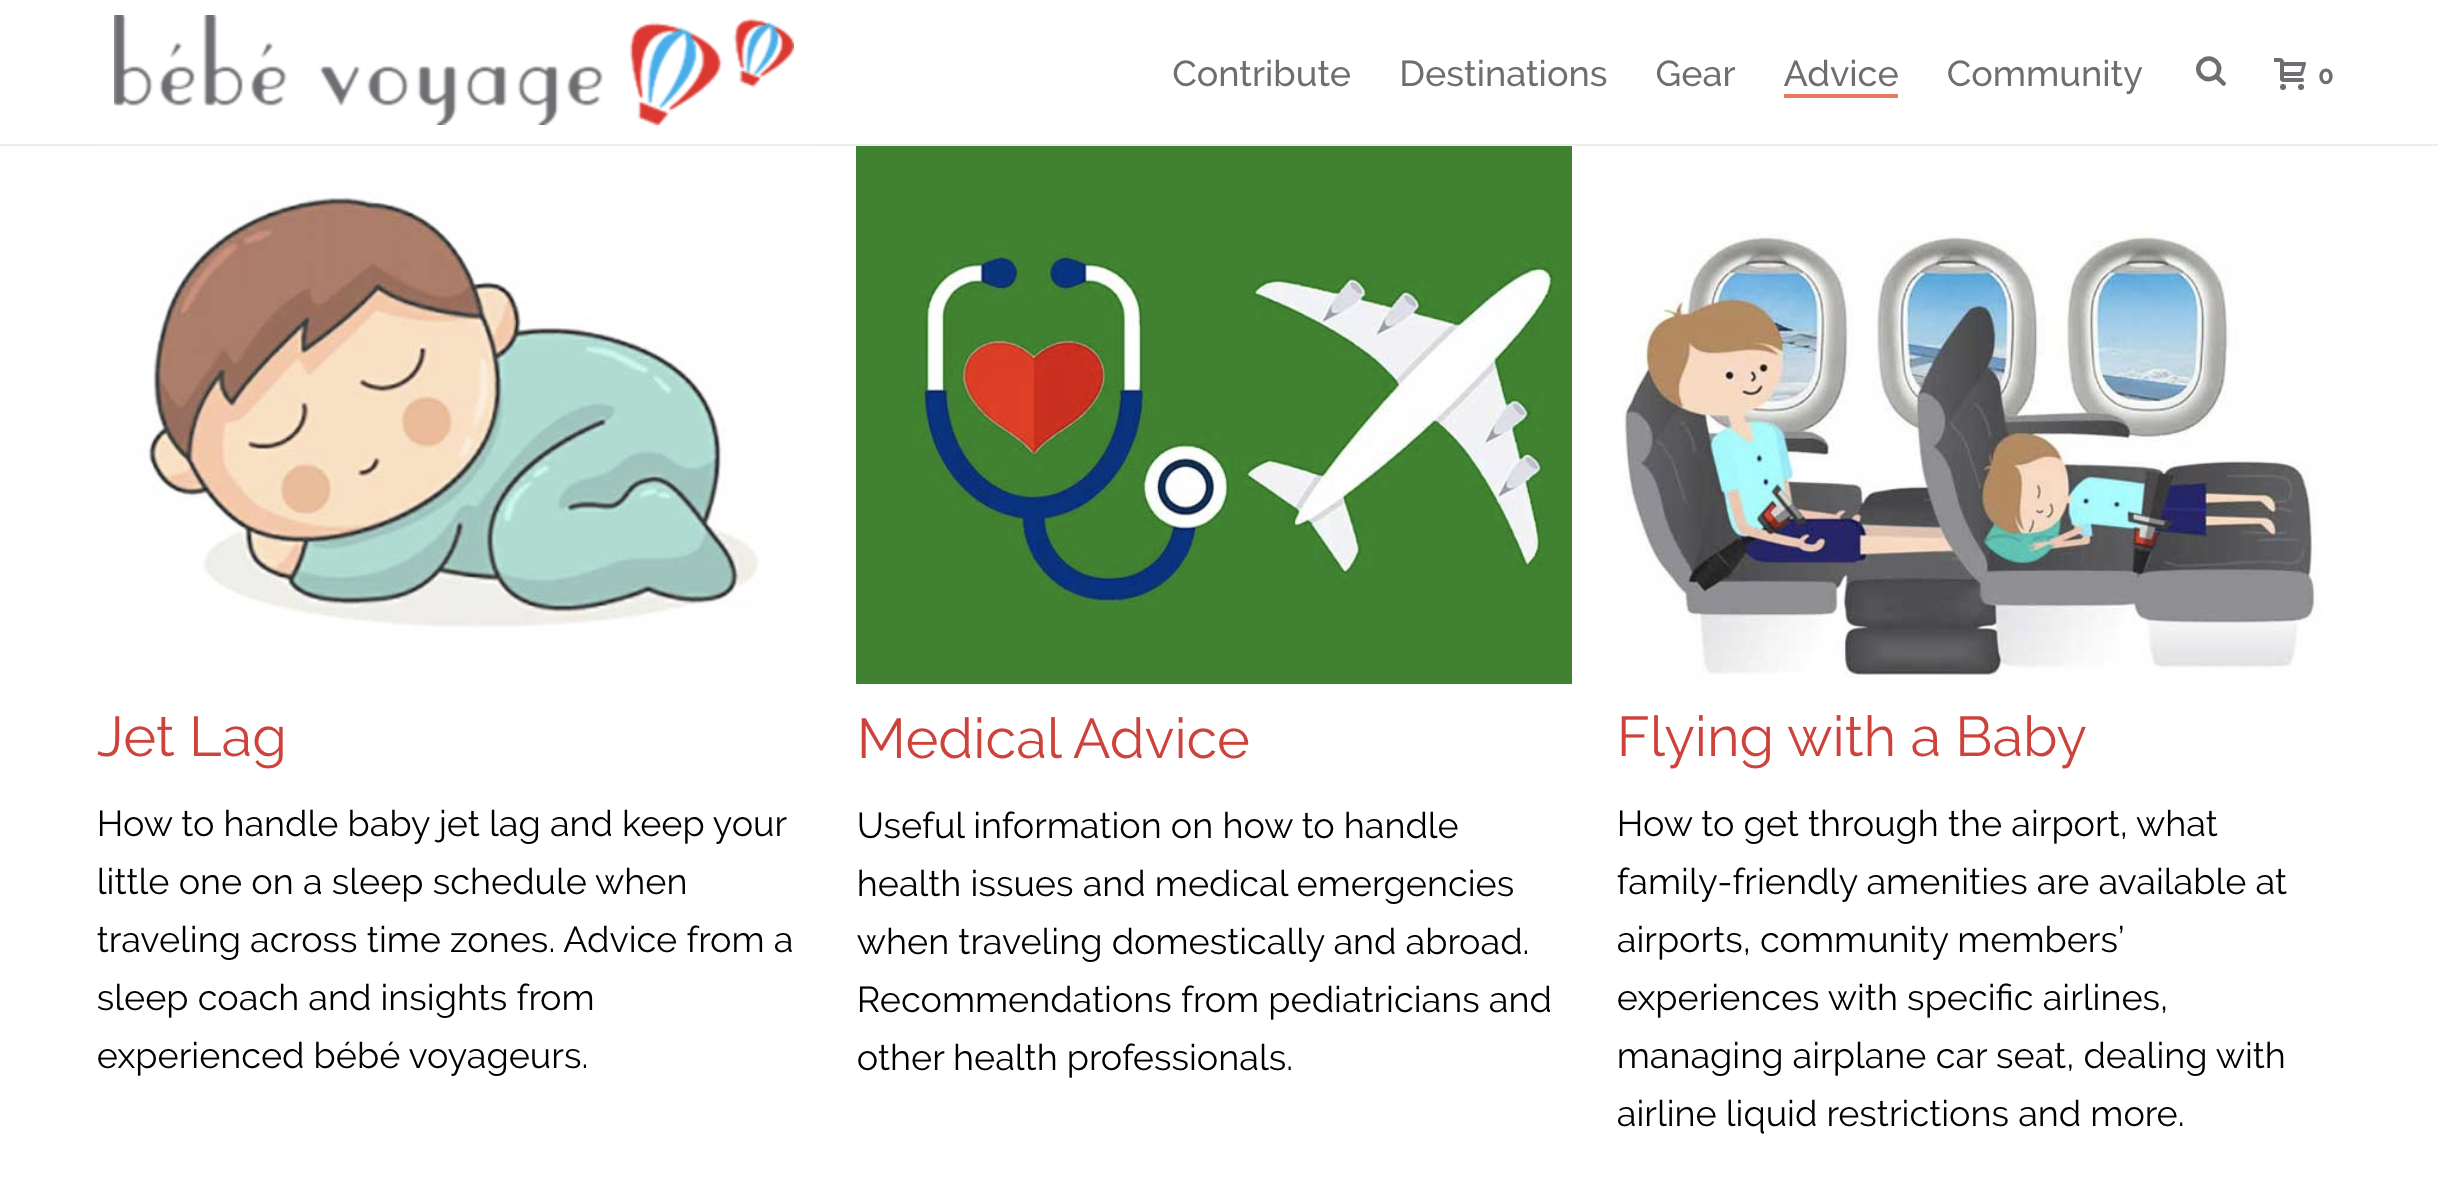 bébé voyage
Contribute
Destinations
Gear
Advice
Community
0
Jet Lag
How to handle baby jet lag and keep your
little one on a sleep schedule when
traveling across time zones. Advice from a
sleep coach and insights from
experienced bébé voyageurs.
Medical Advice
Useful information on how to handle
health issues and medical emergencies
when traveling domestically and abroad.
Recommendations from pediatricians and
other health professionals.
Flying with a Baby
How to get through the airport, what
family-friendly amenities are available at
airports, community members’
experiences with specific airlines,
managing airplane car seat, dealing with
airline liquid restrictions and more.